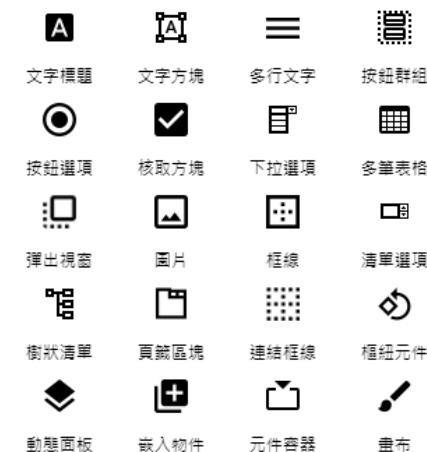 A
A
文字標題 文字方塊 多行文字 按鈕群組
按鈕選項 核取方塊 下拉選項 多筆表格
彈出視窗 圖片 框線 清單選項
樹狀清單 頁籤區塊 連結框線 樞紐元件
動態面板 嵌入物件 元件容器 畫布